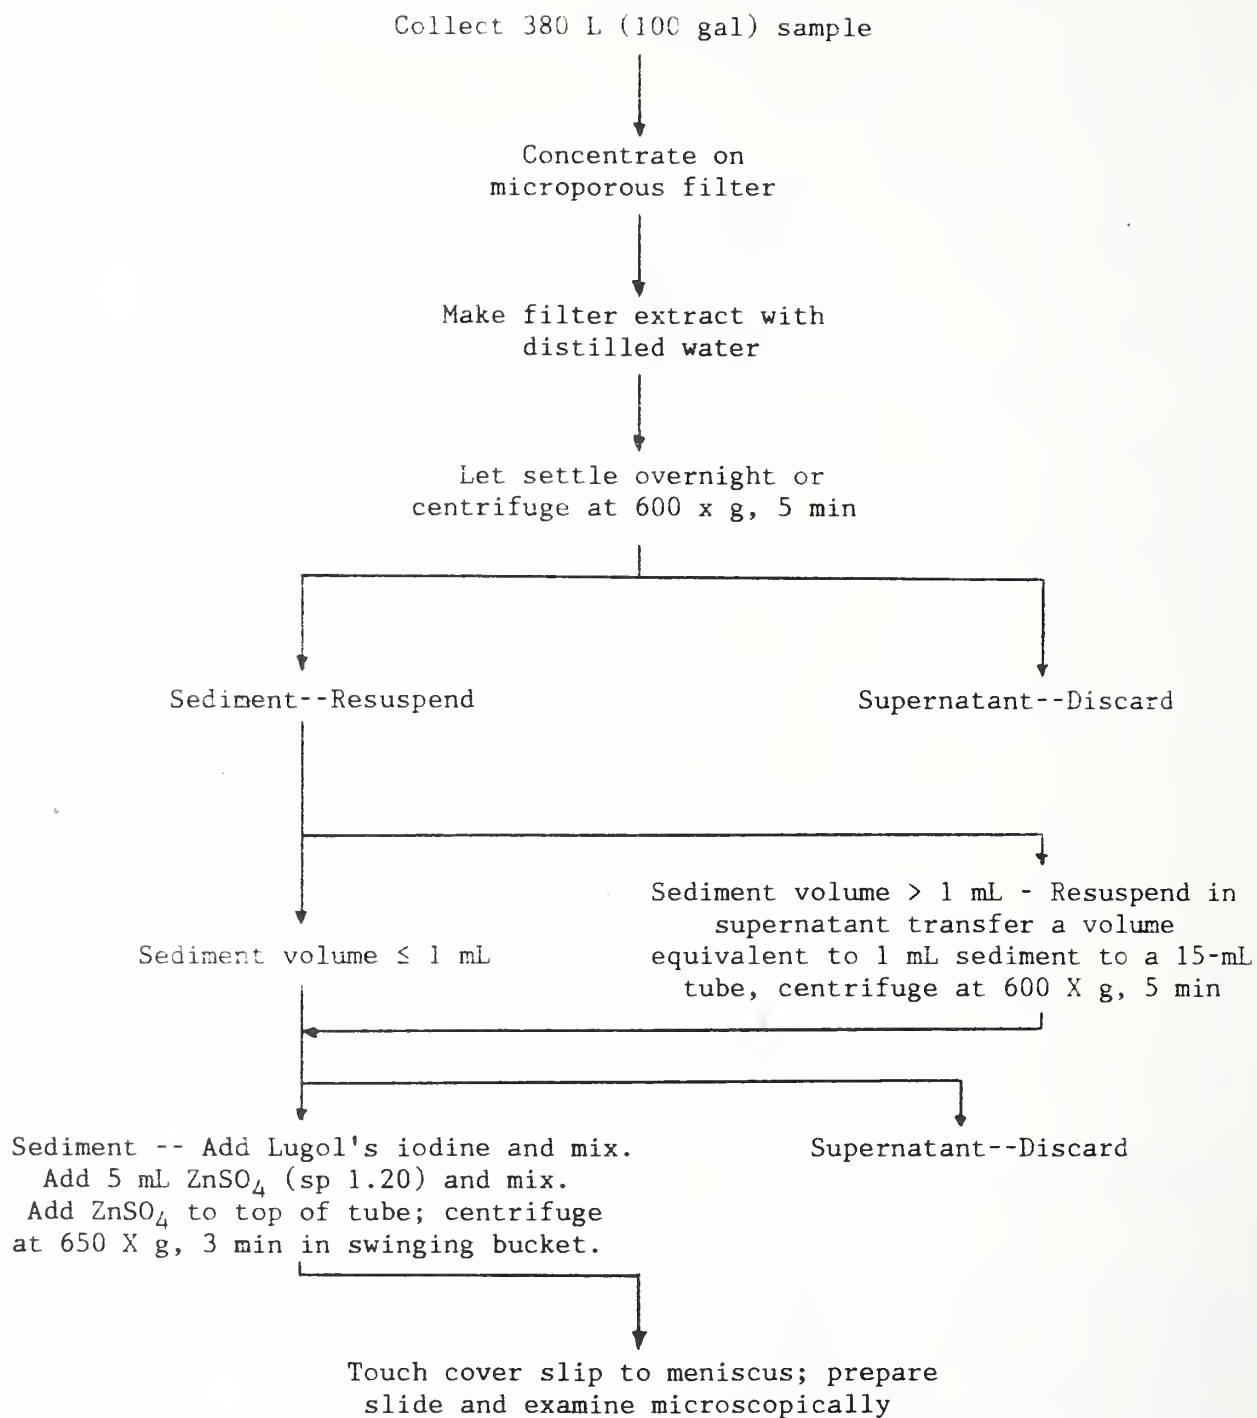 Collect 380 L (100 gal) sample
Concentrate on
microporous filter
Make filter extract with
distilled water
Let settle overnight or
centrifuge at 600 x g, 5 min
Sediment--Resuspend
Supernatant--Discard
Sediment volume > 1 mL - Resuspend in
supernatant transfer a volume
equivalent to 1 mL sediment to a 15-mL
tube, centrifuge at 600 X g, 5 min
Sediment volume ≤ 1 mL
Sediment -- Add Lugol's iodine and mix.
Add 5 mL ZnSO₄ (sp 1.20) and mix.
Add ZnSO₄ to top of tube; centrifuge
at 650 X g, 3 min in swinging bucket.
Supernatant--Discard
Touch cover slip to meniscus; prepare
slide and examine microscopically